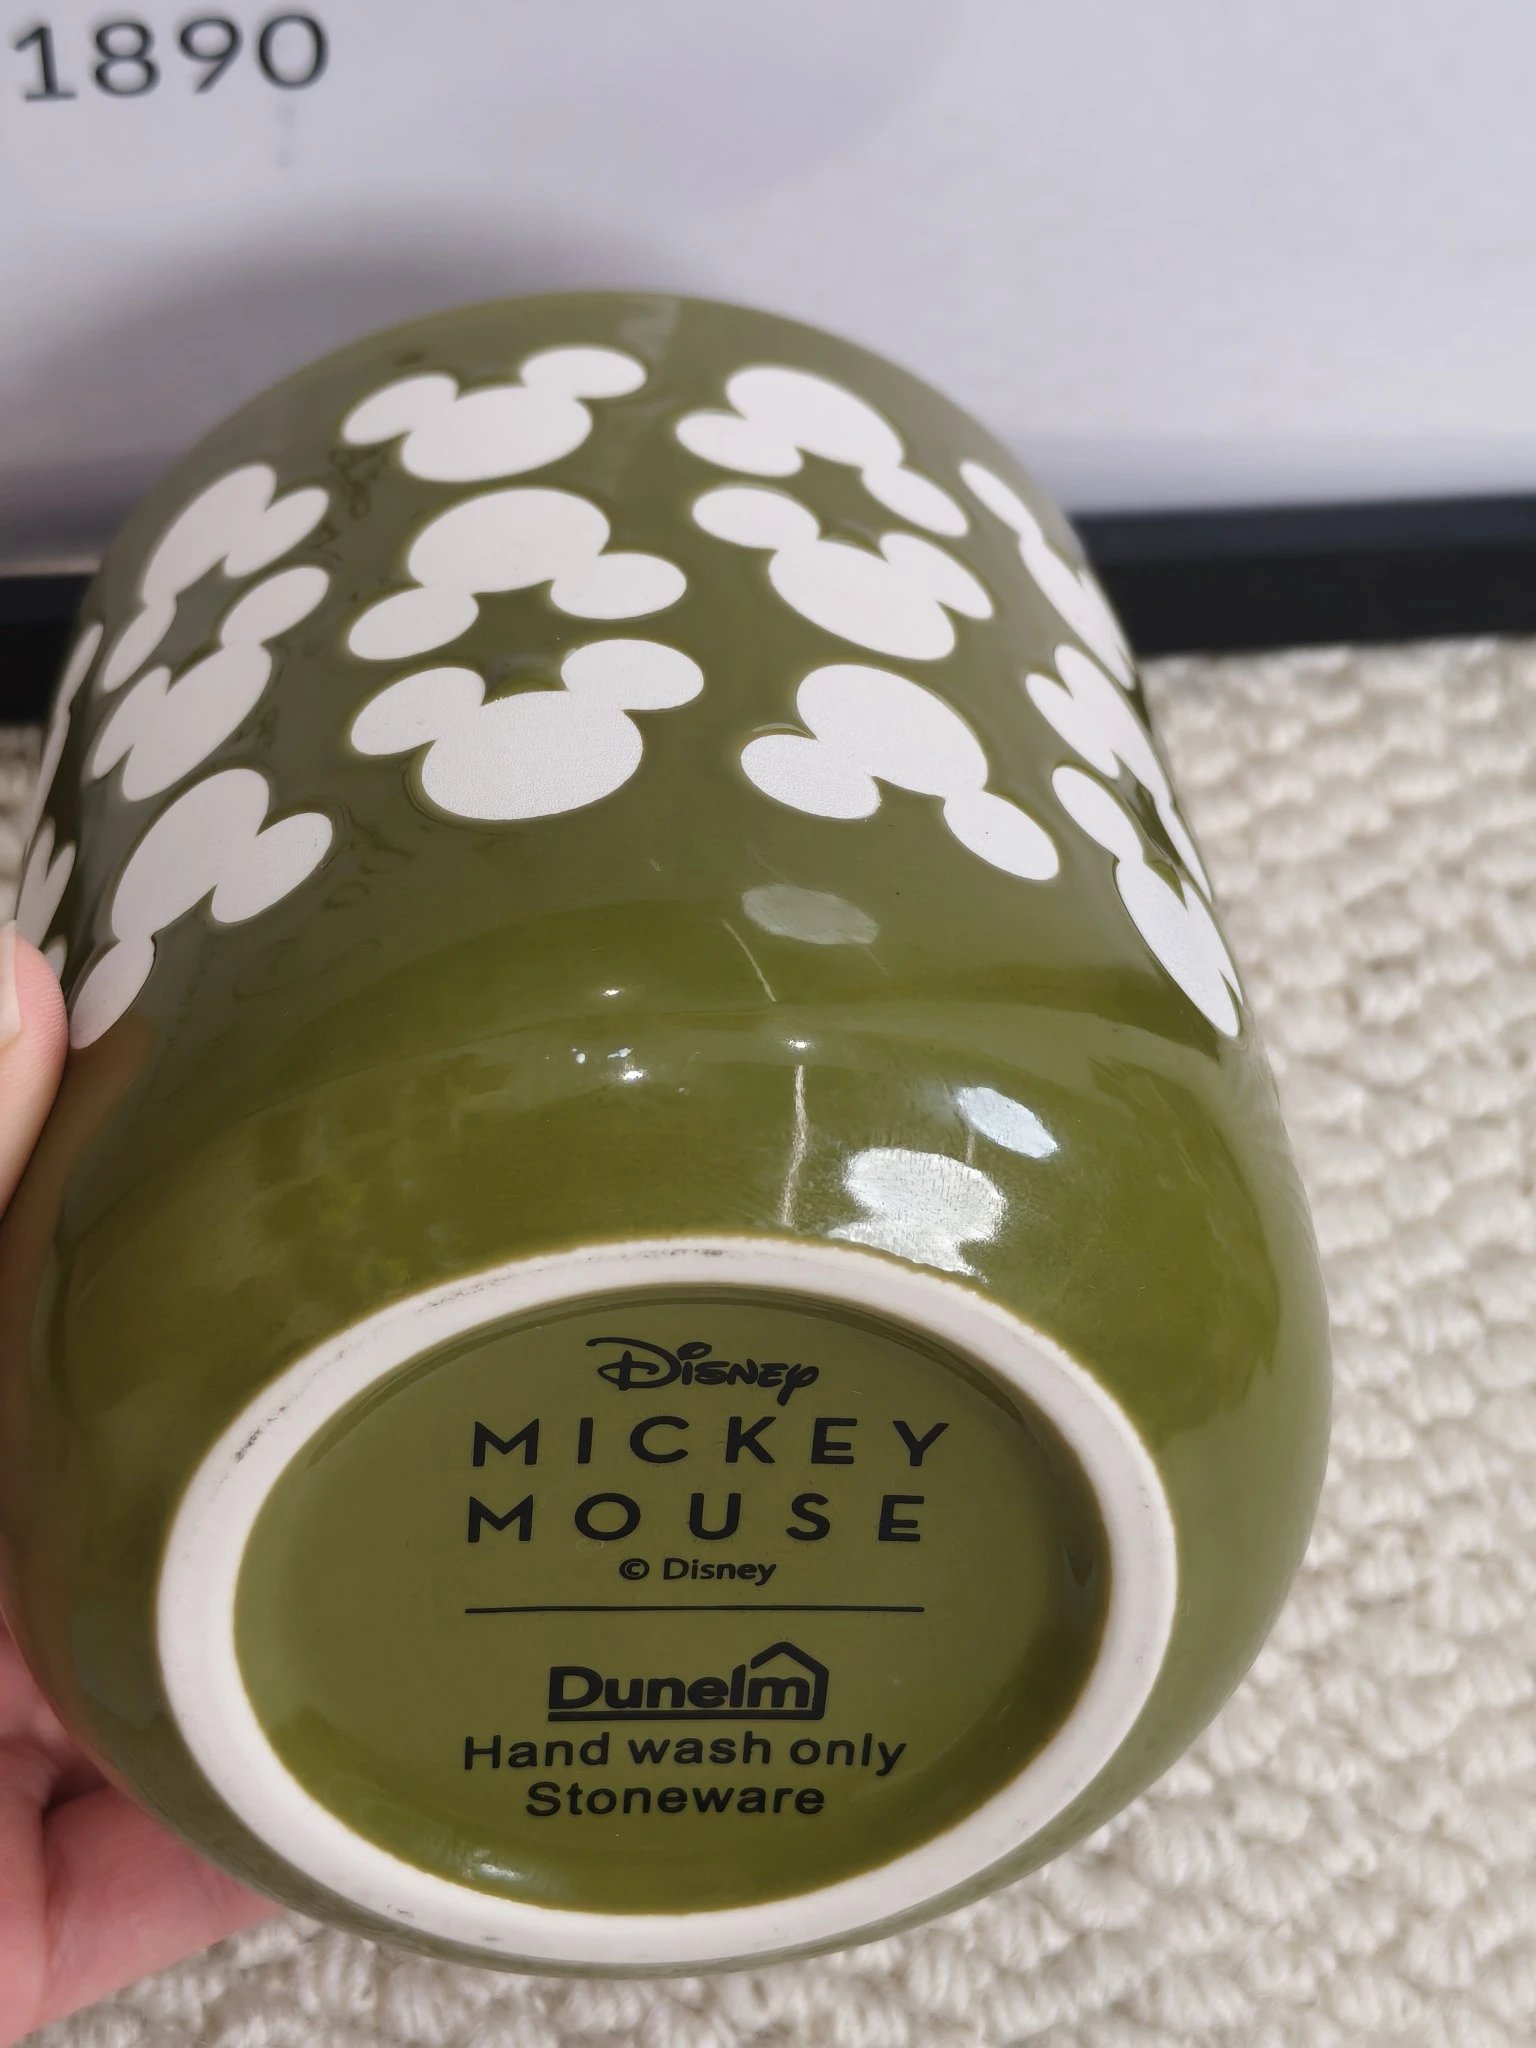 1890
Disney
MICKEY
MOUSE
© Disney
Dunelm
Hand wash only
Stoneware